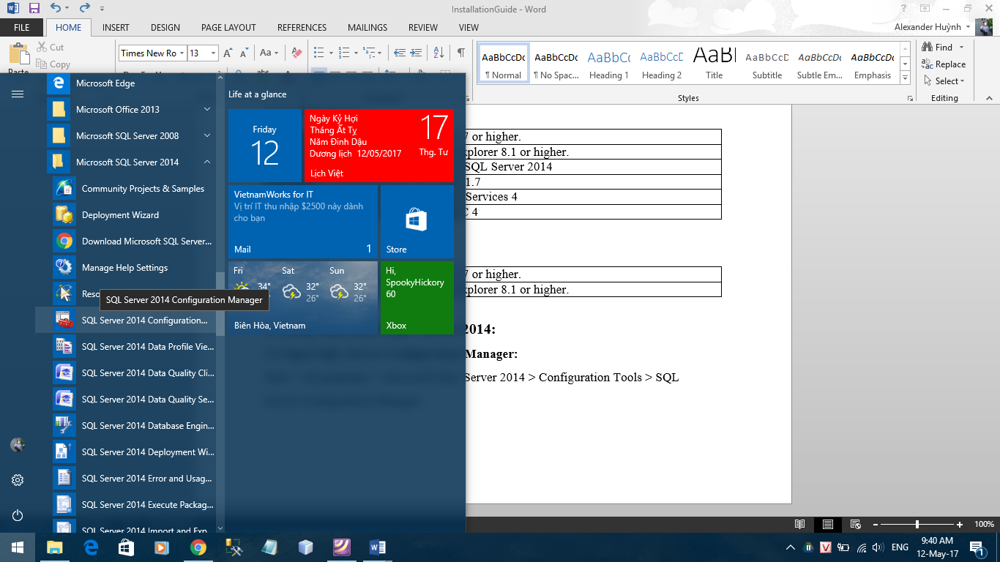 InstallationGuide - Word
FILE
HOME
INSERT
DESIGN
PAGE LAYOUT
REFERENCES
MAILINGS
REVIEW
VIEW
Alexander Huỳnh
Cut
Copy
Paste
Times New Ro
13
AaBbCcDc
¶ Normal
AaBbCcDc
¶ No Spac...
AaBbCc
Heading 1
AaBbCcD
Heading 2
AaBl
Title
AaBbCcD
Subtitle
AaBbCcDc
Subtle Em...
AaBbCcDc
Emphasis
Styles
Find
Replace
Select
Editing
Microsoft Edge
Microsoft Office 2013
Microsoft SQL Server 2008
Microsoft SQL Server 2014
Community Projects & Samples
Deployment Wizard
Download Microsoft SQL Server...
Manage Help Settings
SQL Server 2014 Configuration Manager
SQL Server 2014 Configuration...
SQL Server 2014 Data Profile Vie...
SQL Server 2014 Data Quality Cli...
SQL Server 2014 Data Quality Se...
SQL Server 2014 Database Engin...
SQL Server 2014 Deployment Wi...
SQL Server 2014 Error and Usag...
SQL Server 2014 Execute Packag...
SQL Server 2014 Import and Exp
Life at a glance
Friday
12
Ngày Kỷ Hợi
Tháng Ất Tỵ
Năm Đinh Dậu
Dương lịch 12/05/2017
17
Thg. Tư
Lịch Việt
VietnamWorks for IT
Vị trí IT thu nhập $2500 này dành
cho bạn
Mail
1
Store
Fri
Sat
Sun
34°
32°
26°
32°
26°
Biên Hòa, Vietnam
Hi,
SpookyHickory
60
Xbox
7 or higher.
xplorer 8.1 or higher.
SQL Server 2014
1.7
Services 4
C 4
7 or higher.
xplorer 8.1 or higher.
2014:
Manager:
Server 2014 > Configuration Tools > SQL
100%
ENG
9:40 AM
12-May-17
1